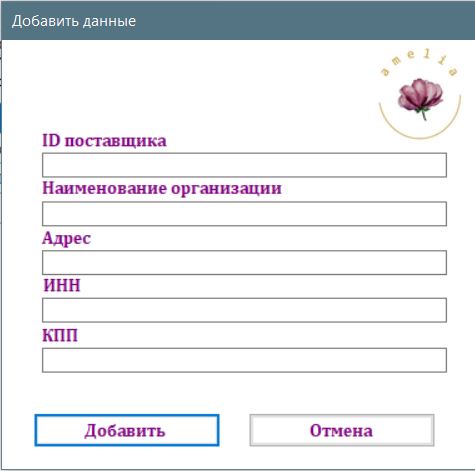 Добавить данные
amelia
ID поставщика
Наименование организации
Адрес
ИНН
КПП
Добавить
Отмена